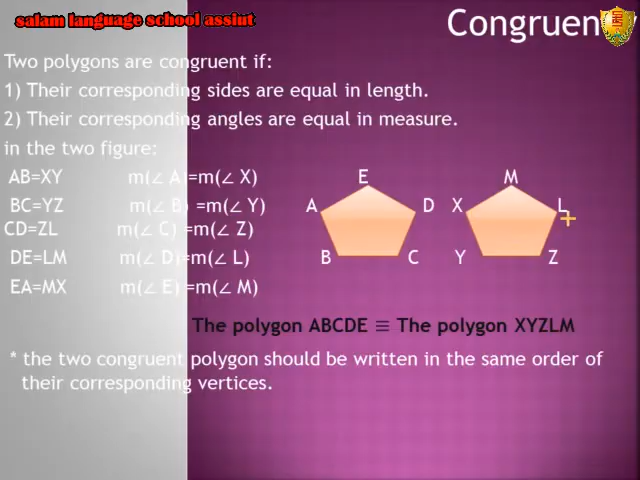 salam language school assiut
Congruen
Two polygons are congruent if:
1) Their corresponding sides are equal in length.
2) Their corresponding angles are equal in measure.
in the two figure:
AB=XY m(∠ A)=m(∠ X)
BC=YZ m(∠ B) =m(∠ Y)
CD=ZL m(∠ C) =m(∠ Z)
DE=LM m(∠ D)=m(∠ L)
EA=MX m(∠ E) =m(∠ M)
E M
A D X L
B C Y Z
The polygon ABCDE ≡ The polygon XYZLM
* the two congruent polygon should be written in the same order of
their corresponding vertices.